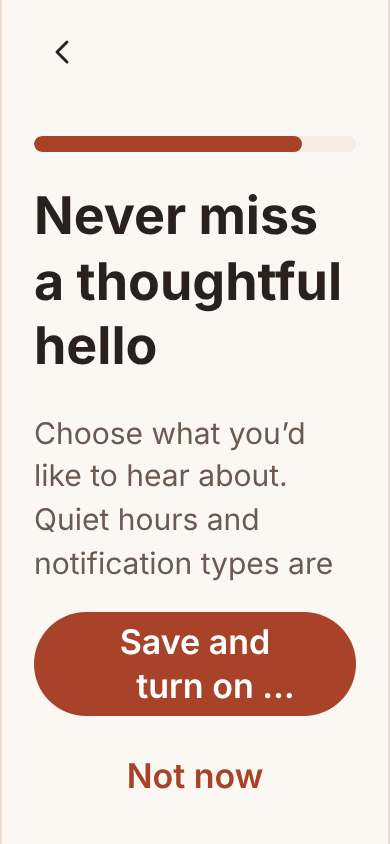 Never miss
a thoughtful
hello
Choose what you’d
like to hear about.
Quiet hours and
notification types are
Save and
turn on ...
Not now